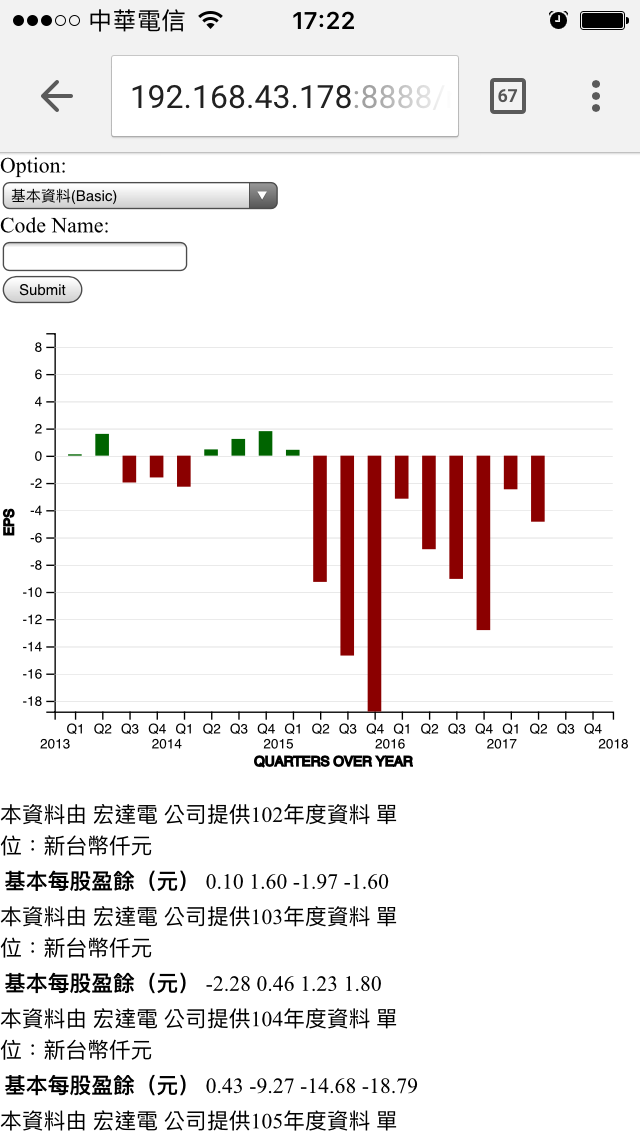 中華電信 17:22
192.168.43.178:8888/
67
Option:
基本資料(Basic)
Code Name:
Submit
8
6
4
2
0
-2
-4
-6
-8
-10
-12
-14
-16
-18
EPS
Q1 Q2 Q3 Q4 Q1 Q2 Q3 Q4 Q1 Q2 Q3 Q4 Q1 Q2 Q3 Q4 Q1 Q2 Q3 Q4
2013 2014 2015 2016 2017 2018
QUARTERS OVER YEAR
本資料由 宏達電 公司提供102年度資料 單
位：新台幣仟元
基本每股盈餘（元） 0.10 1.60 -1.97 -1.60
本資料由 宏達電 公司提供103年度資料 單
位：新台幣仟元
基本每股盈餘（元） -2.28 0.46 1.23 1.80
本資料由 宏達電 公司提供104年度資料 單
位：新台幣仟元
基本每股盈餘（元） 0.43 -9.27 -14.68 -18.79
本資料由 宏達電 公司提供105年度資料 單